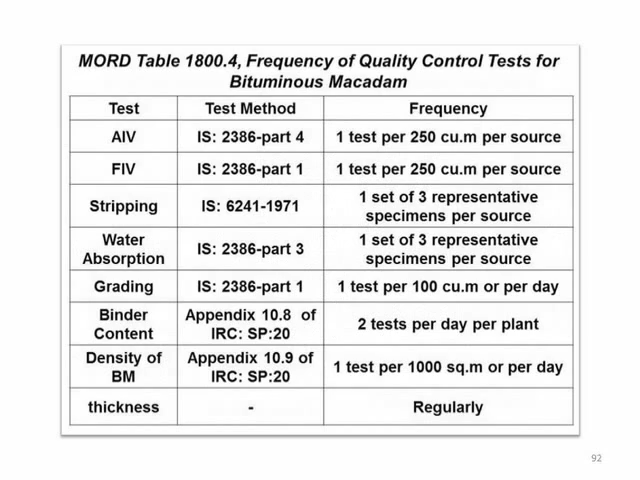 MORD Table 1800.4, Frequency of Quality Control Tests for
Bituminous Macadam
Test Test Method Frequency
AIV IS: 2386-part 4 1 test per 250 cu.m per source
FIV IS: 2386-part 1 1 test per 250 cu.m per source
Stripping IS: 6241-1971 1 set of 3 representative
specimens per source
Water
Absorption IS: 2386-part 3 1 set of 3 representative
specimens per source
Grading IS: 2386-part 1 1 test per 100 cu.m or per day
Binder
Content Appendix 10.8 of
IRC: SP:20 2 tests per day per plant
Density of
BM Appendix 10.9 of
IRC: SP:20 1 test per 1000 sq.m or per day
thickness - Regularly
92